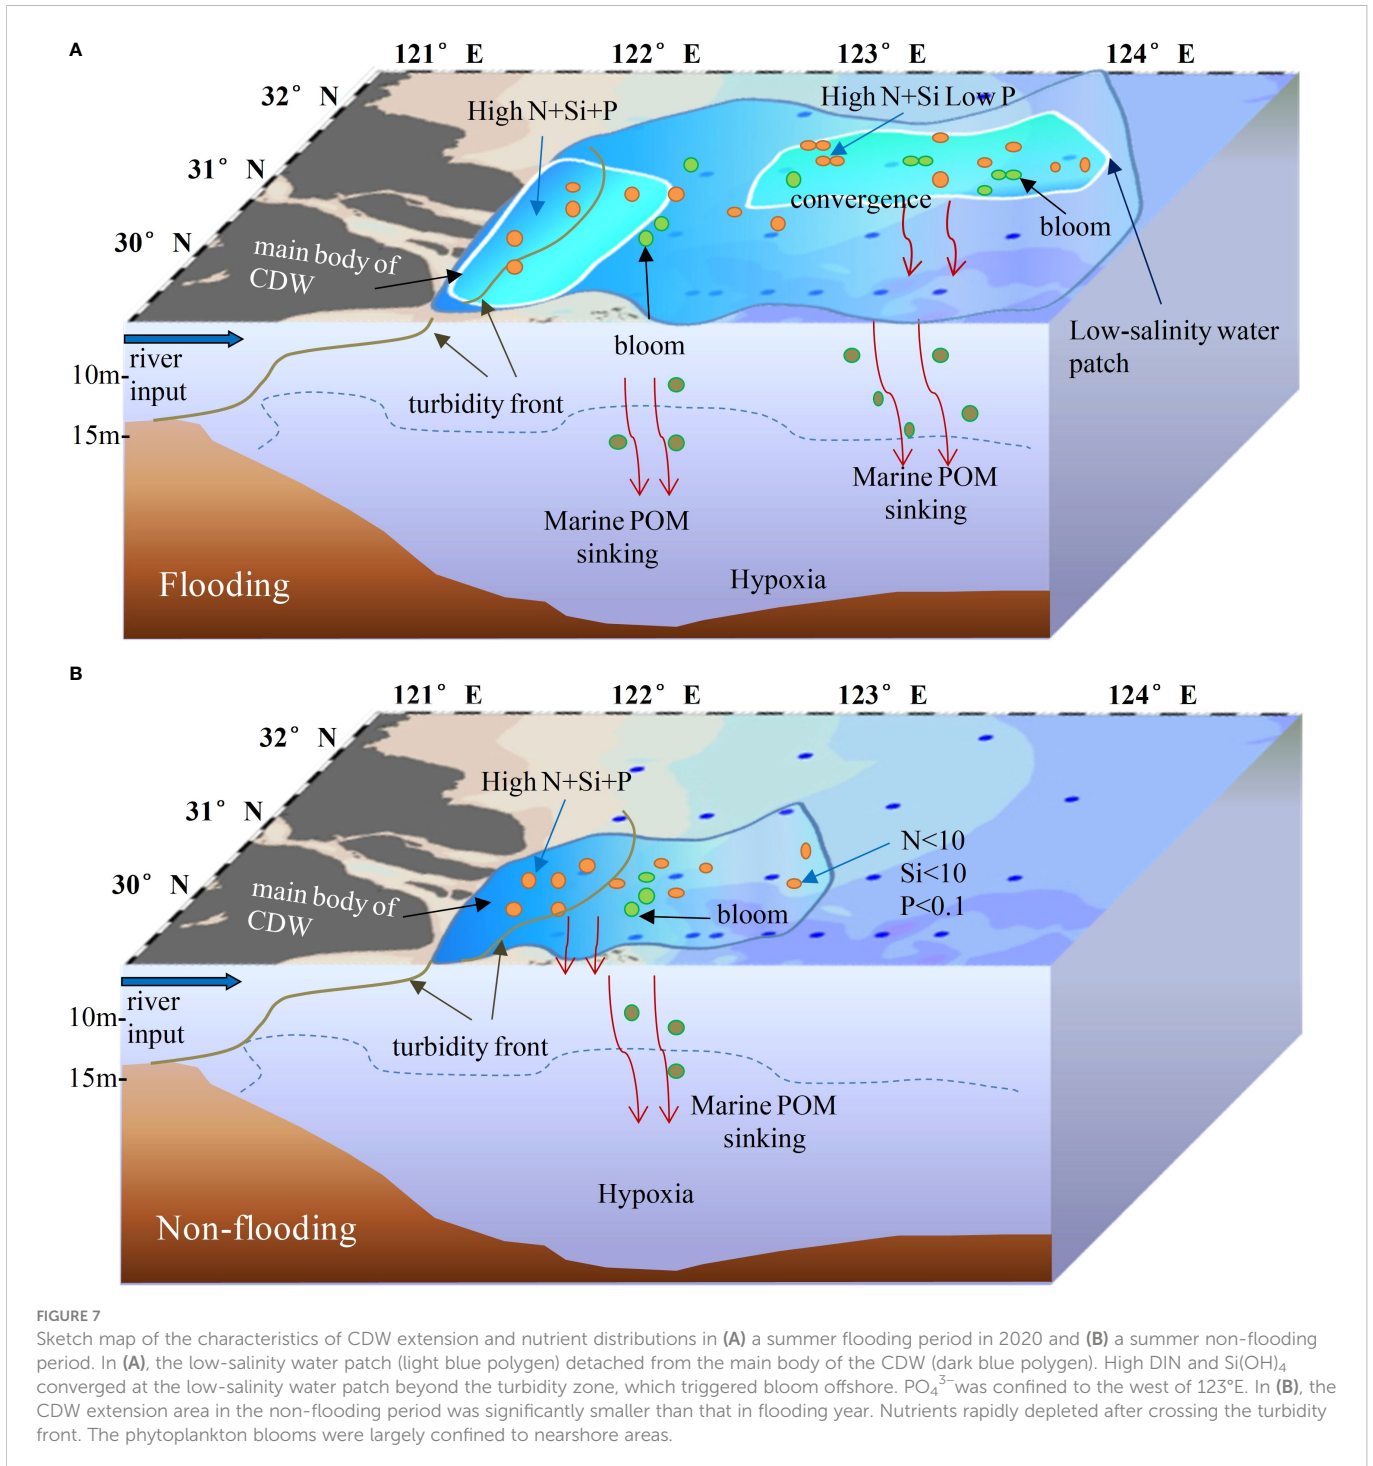 A
121° E 122° E 123° E 124° E
32° N
31° N
30° N
High N+Si+P
High N+Si Low P
main body of
CDW
convergence
bloom
bloom
Low-salinity water
patch
river
input
10m
15m
turbidity front
Marine POM
sinking
Marine POM
sinking
Hypoxia
Flooding
B
121° E 122° E 123° E 124° E
32° N
31° N
30° N
High N+Si+P
N<10
Si<10
P<0.1
main body of
CDW
bloom
river
input
10m
15m
turbidity front
Marine POM
sinking
Hypoxia
Non-flooding
FIGURE 7
Sketch map of the characteristics of CDW extension and nutrient distributions in (A) a summer flooding period in 2020 and (B) a summer non-flooding
period. In (A), the low-salinity water patch (light blue polygen) detached from the main body of the CDW (dark blue polygen). High DIN and Si(OH)₄
converged at the low-salinity water patch beyond the turbidity zone, which triggered bloom offshore. PO₄³⁻was confined to the west of 123°E. In (B), the
CDW extension area in the non-flooding period was significantly smaller than that in flooding year. Nutrients rapidly depleted after crossing the turbidity
front. The phytoplankton blooms were largely confined to nearshore areas.